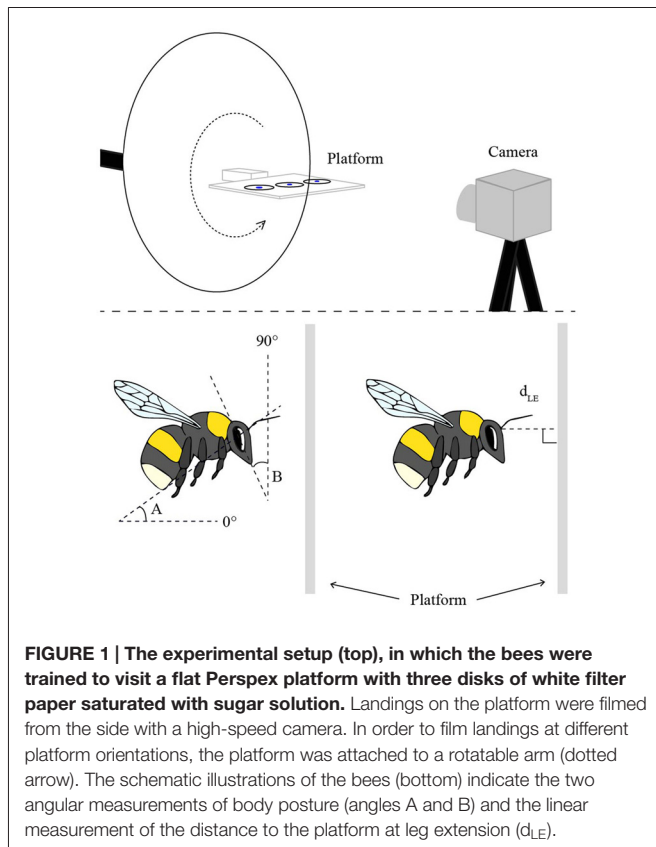 Platform
Camera
90°
B
A
0°
d_LE
Platform
FIGURE 1 | The experimental setup (top), in which the bees were
trained to visit a flat Perspex platform with three disks of white filter
paper saturated with sugar solution. Landings on the platform were filmed
from the side with a high-speed camera. In order to film landings at different
platform orientations, the platform was attached to a rotatable arm (dotted
arrow). The schematic illustrations of the bees (bottom) indicate the two
angular measurements of body posture (angles A and B) and the linear
measurement of the distance to the platform at leg extension (d_LE).